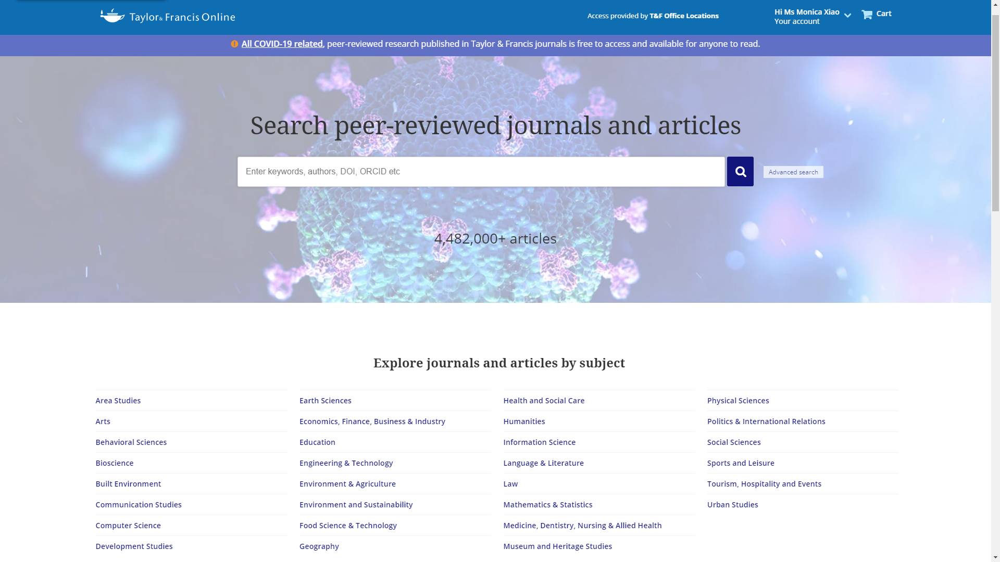 Taylor & Francis Online
Access provided by T&F Office Locations
Hi Ms Monica Xiao
Your account
Cart
All COVID-19 related, peer-reviewed research published in Taylor & Francis journals is free to access and available for anyone to read.
Search peer-reviewed journals and articles
Enter keywords, authors, DOI, ORCID etc
Advanced search
4,482,000+ articles
Explore journals and articles by subject
Area Studies
Arts
Behavioral Sciences
Bioscience
Built Environment
Communication Studies
Computer Science
Development Studies
Earth Sciences
Economics, Finance, Business & Industry
Education
Engineering & Technology
Environment & Agriculture
Environment and Sustainability
Food Science & Technology
Geography
Health and Social Care
Humanities
Information Science
Language & Literature
Law
Mathematics & Statistics
Medicine, Dentistry, Nursing & Allied Health
Museum and Heritage Studies
Physical Sciences
Politics & International Relations
Social Sciences
Sports and Leisure
Tourism, Hospitality and Events
Urban Studies